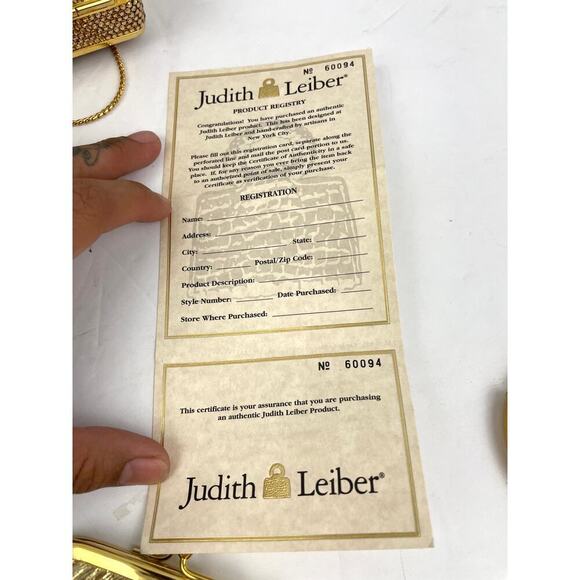 Nº 60094
Judith Leiber®
PRODUCT REGISTRY
Congratulations! You have purchased an authentic
Judith Leiber product. This has been designed at
Judith Leiber and hand-crafted by artisans in
New York City.
Please fill out this registration card, separate along the
perforated line and mail the post card portion to us.
You should keep the Certificate of Authenticity in a safe
place. If, for any reason you ever bring the item back
to an authorized point of sale, simply present your
Certificate as verification of your purchase.
REGISTRATION
Name:
Address:
City: State:
Country: Postal/Zip Code:
Product Description:
Style Number: Date Purchased:
Store Where Purchased:
Nº 60094
This certificate is your assurance that you are purchasing
an authentic Judith Leiber Product.
Judith Leiber®